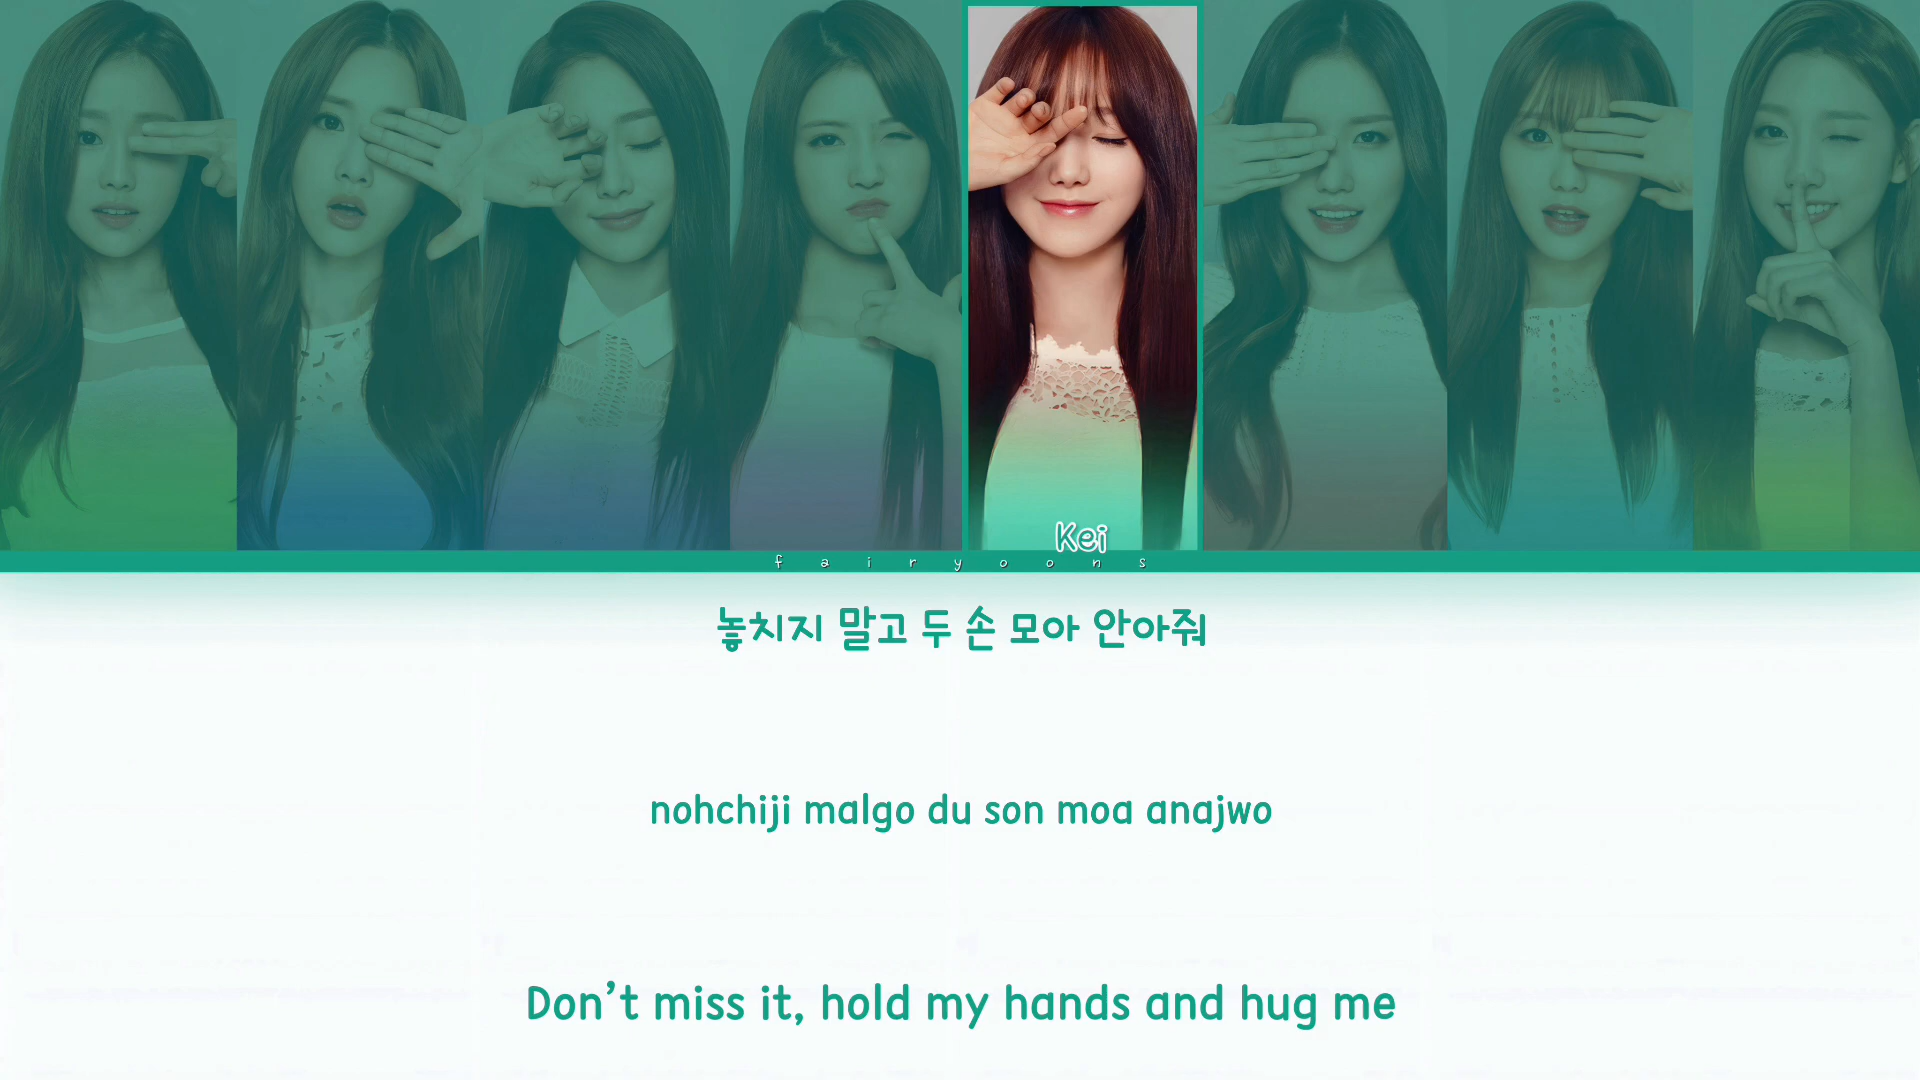 Kei
fairyoons
놓치지 말고 두 손 모아 안아줘
nohchiji malgo du son moa anajwo
Don’t miss it, hold my hands and hug me